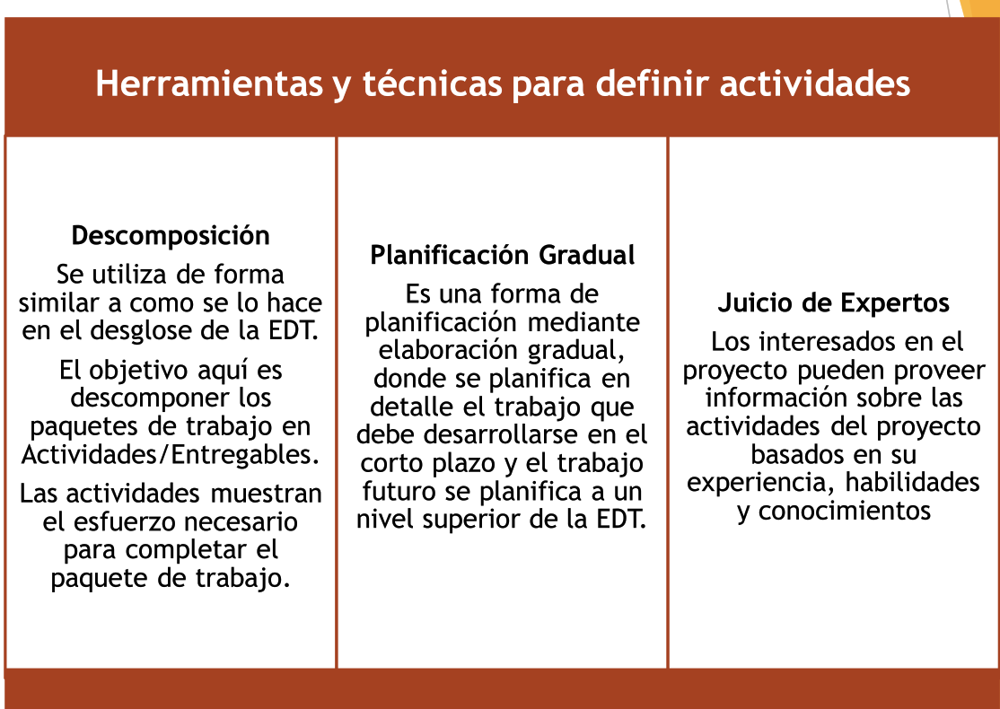 Herramientas y técnicas para definir actividades
Descomposición
Se utiliza de forma
similar a como se lo hace
en el desglose de la EDT.
El objetivo aquí es
descomponer los
paquetes de trabajo en
Actividades/Entregables.
Las actividades muestran
el esfuerzo necesario
para completar el
paquete de trabajo.
Planificación Gradual
Es una forma de
planificación mediante
elaboración gradual,
donde se planifica en
detalle el trabajo que
debe desarrollarse en el
corto plazo y el trabajo
futuro se planifica a un
nivel superior de la EDT.
Juicio de Expertos
Los interesados en el
proyecto pueden proveer
información sobre las
actividades del proyecto
basados en su
experiencia, habilidades
y conocimientos